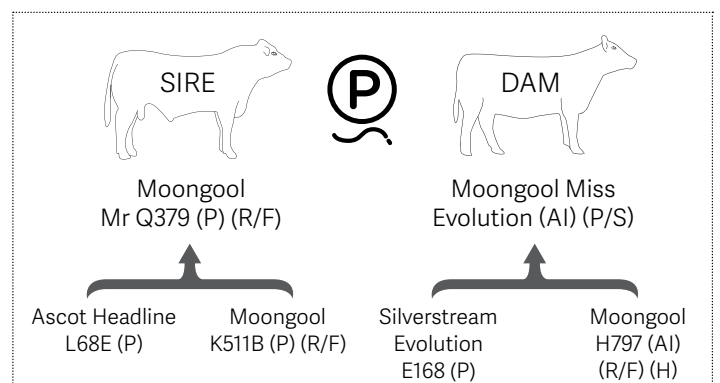 SIRE
P
DAM
Moongool
Mr Q379 (P) (R/F)
Moongool Miss
Evolution (AI) (P/S)
Ascot Headline
L68E (P)
Moongool
K511B (P) (R/F)
Silverstream
Evolution
E168 (P)
Moongool
H797 (AI)
(R/F) (H)